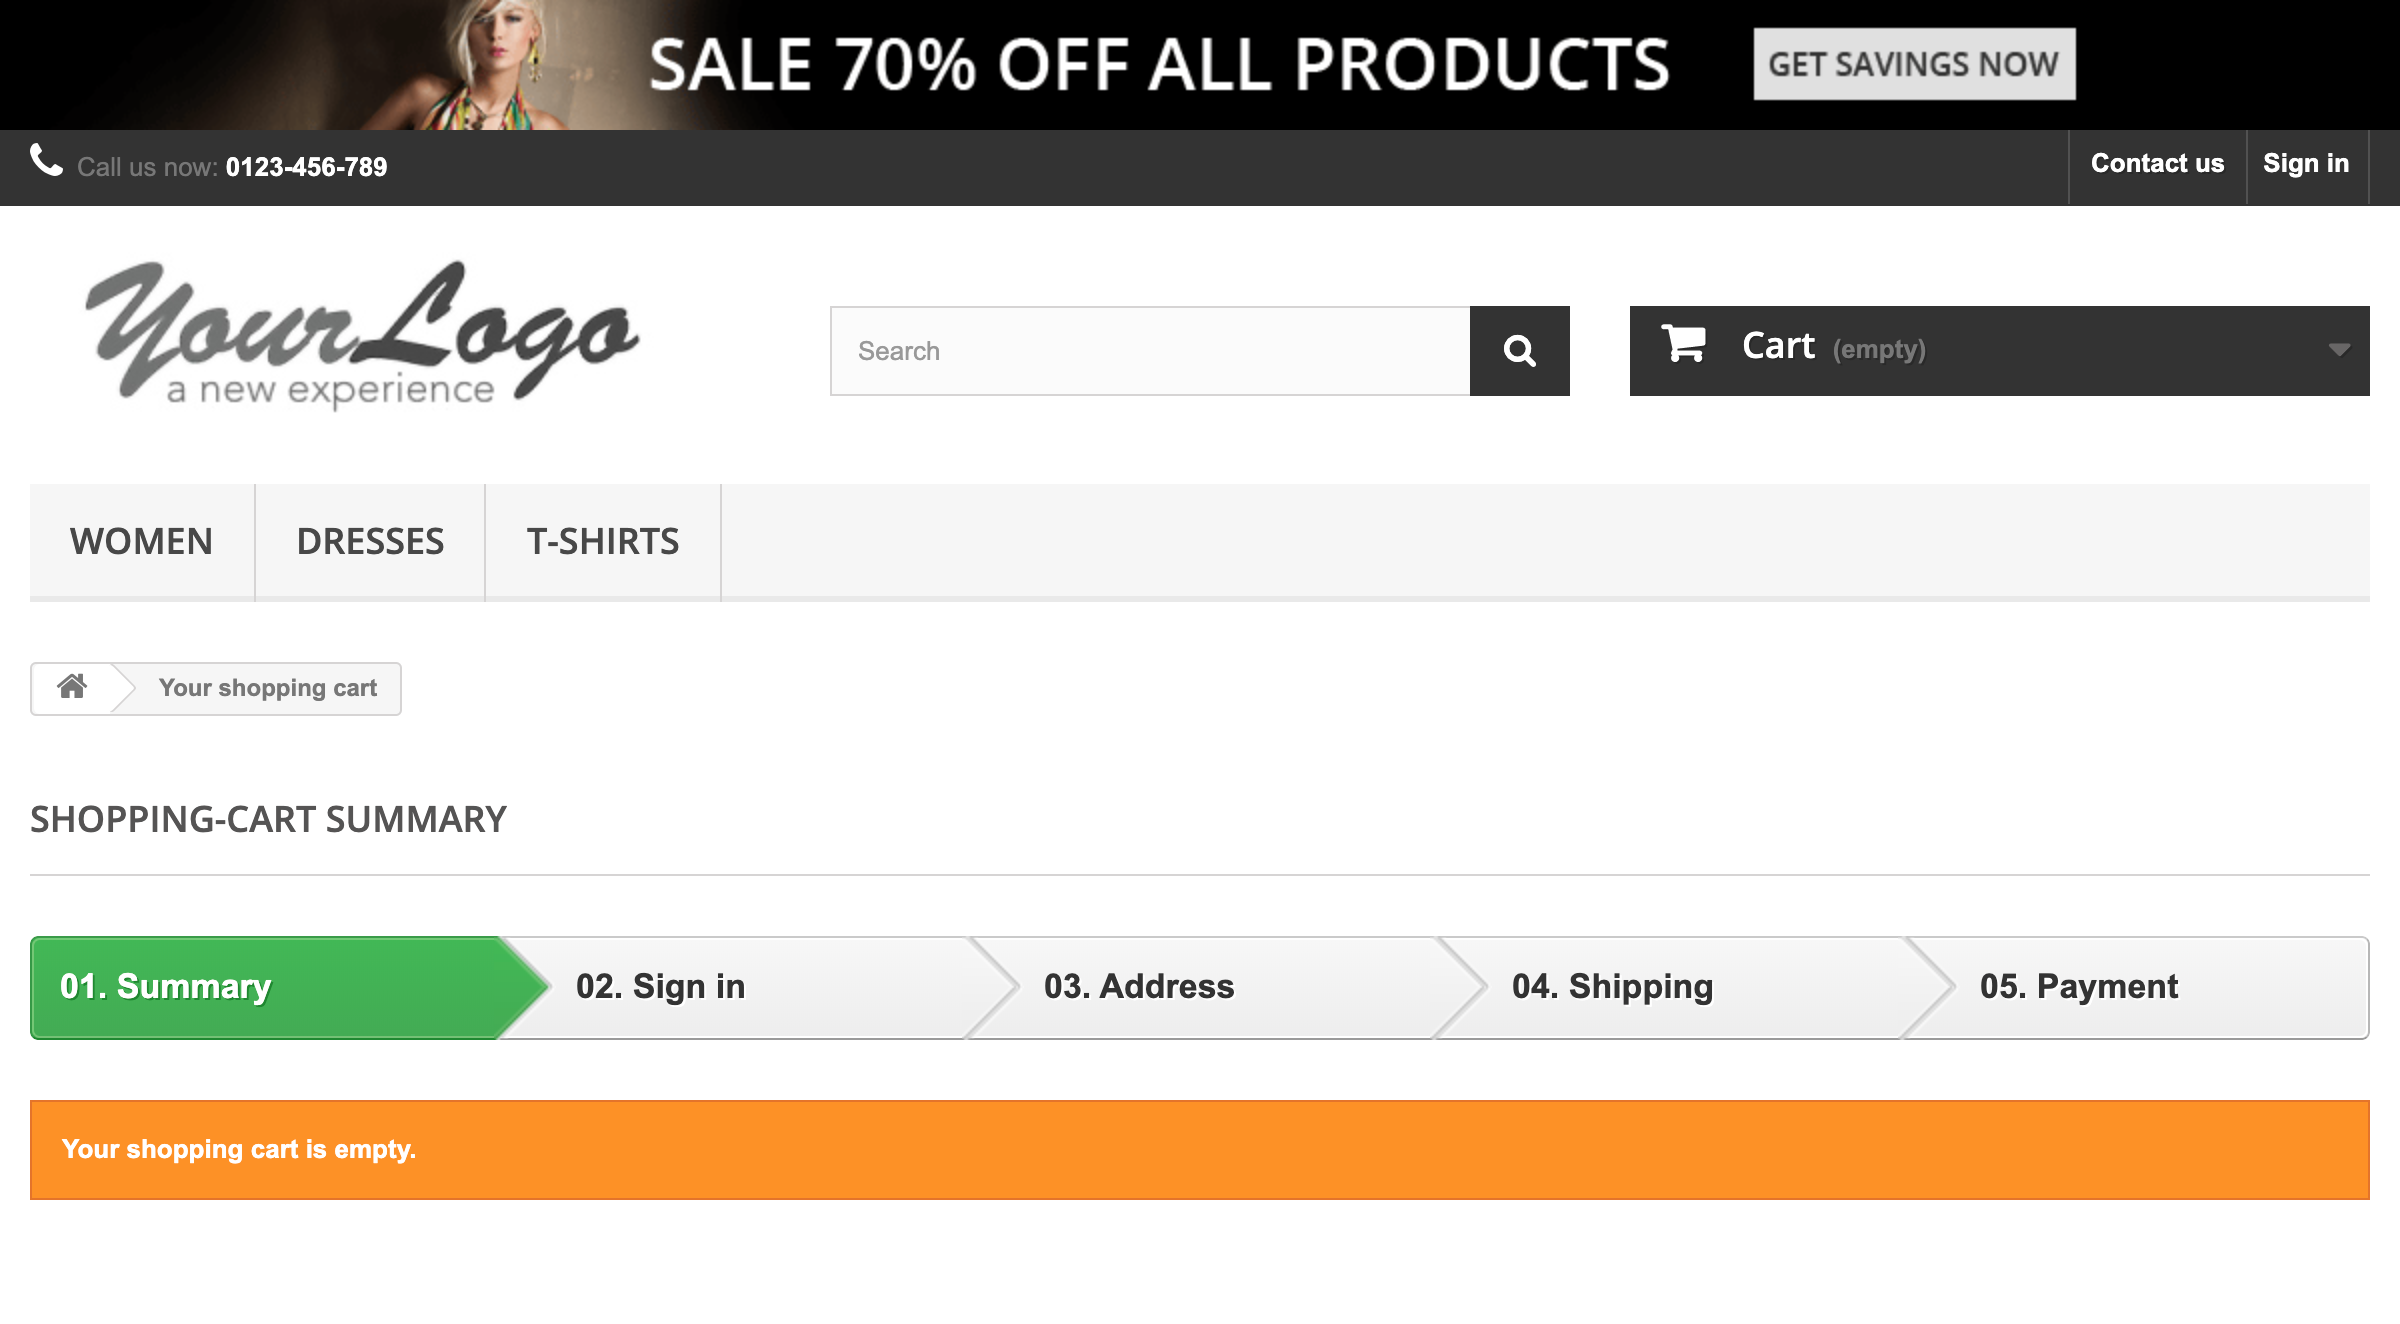 SALE 70% OFF ALL PRODUCTS GET SAVINGS NOW
Call us now: 0123-456-789 Contact us Sign in
YourLogo
a new experience
Search
Cart (empty)
WOMEN DRESSES T-SHIRTS
Your shopping cart
SHOPPING-CART SUMMARY
01. Summary 02. Sign in 03. Address 04. Shipping 05. Payment
Your shopping cart is empty.